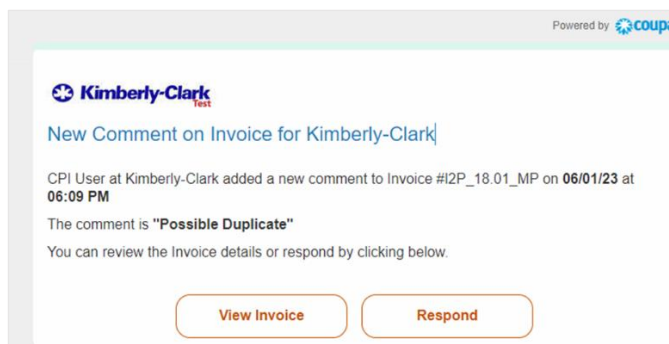 Powered by coupa
Kimberly-Clark
Test
New Comment on Invoice for Kimberly-Clark
CPI User at Kimberly-Clark added a new comment to Invoice #I2P_18.01_MP on 06/01/23 at
06:09 PM
The comment is "Possible Duplicate"
You can review the Invoice details or respond by clicking below.
View Invoice
Respond